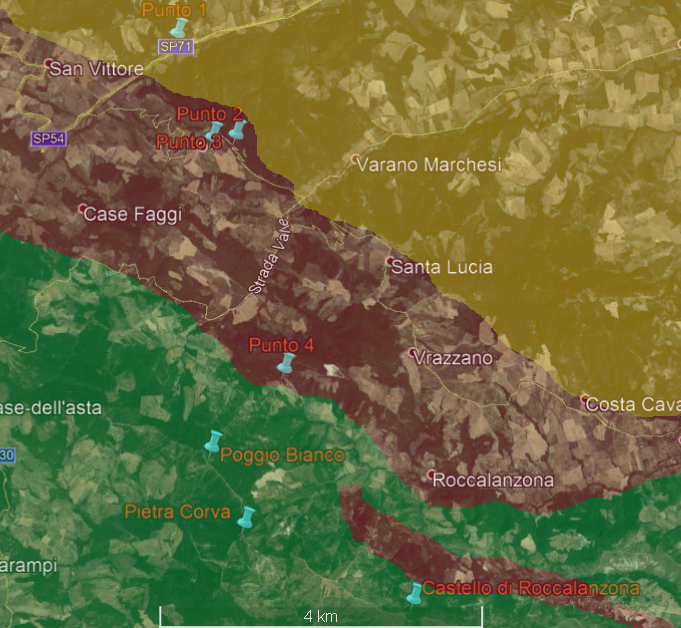 Punto 1
SP71
San Vittore
Punto 2
SP54
Punto 3
Varano Marchesi
Case Faggi
Strada Val
Santa Lucia
Punto 4
Vrazzano
ase-dell'asta
Costa Cava
30
Poggio Bianco
Roccalanzona
Pietra Corva
arampi
Castello di Roccalanzona
4 km